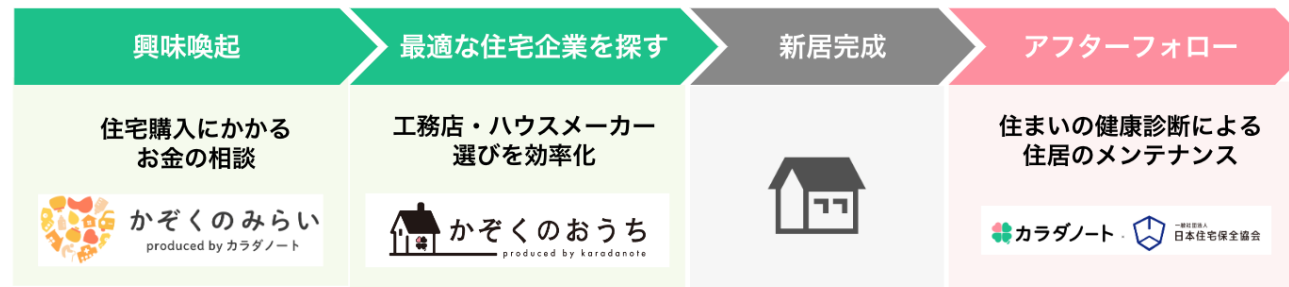 興味喚起
最適な住宅企業を探す
新居完成
アフターフォロー
住宅購入にかかる
お金の相談
工務店・ハウスメーカー
選びを効率化
住まいの健康診断による
住居のメンテナンス
かぞくのみらい
produced by カラダノート
かぞくのおうち
produced by karadanote
カラダノート
一般社団法人
日本住宅保全協会